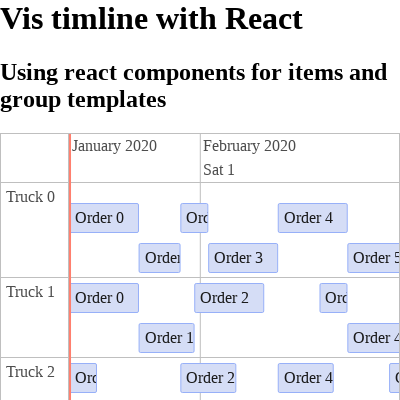 Vis timline with React
Using react components for items and
group templates
January 2020 February 2020
Sat 1
Truck 0
Order 0 Order 4
Order 3
Truck 1
Order 0 Order 2
Order 1
Truck 2
Order 2 Order 4